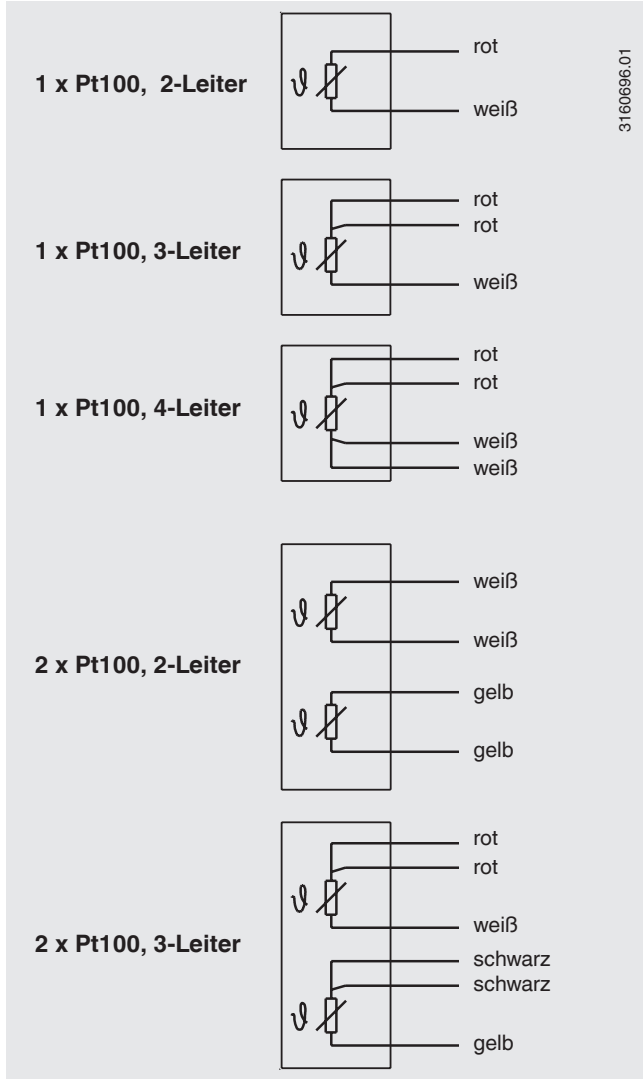 1 x Pt100, 2-Leiter
ϑ
rot
weiß
3160696.01
1 x Pt100, 3-Leiter
ϑ
rot
rot
weiß
1 x Pt100, 4-Leiter
ϑ
rot
rot
weiß
weiß
2 x Pt100, 2-Leiter
ϑ
weiß
weiß
ϑ
gelb
gelb
2 x Pt100, 3-Leiter
ϑ
rot
rot
weiß
ϑ
schwarz
schwarz
gelb